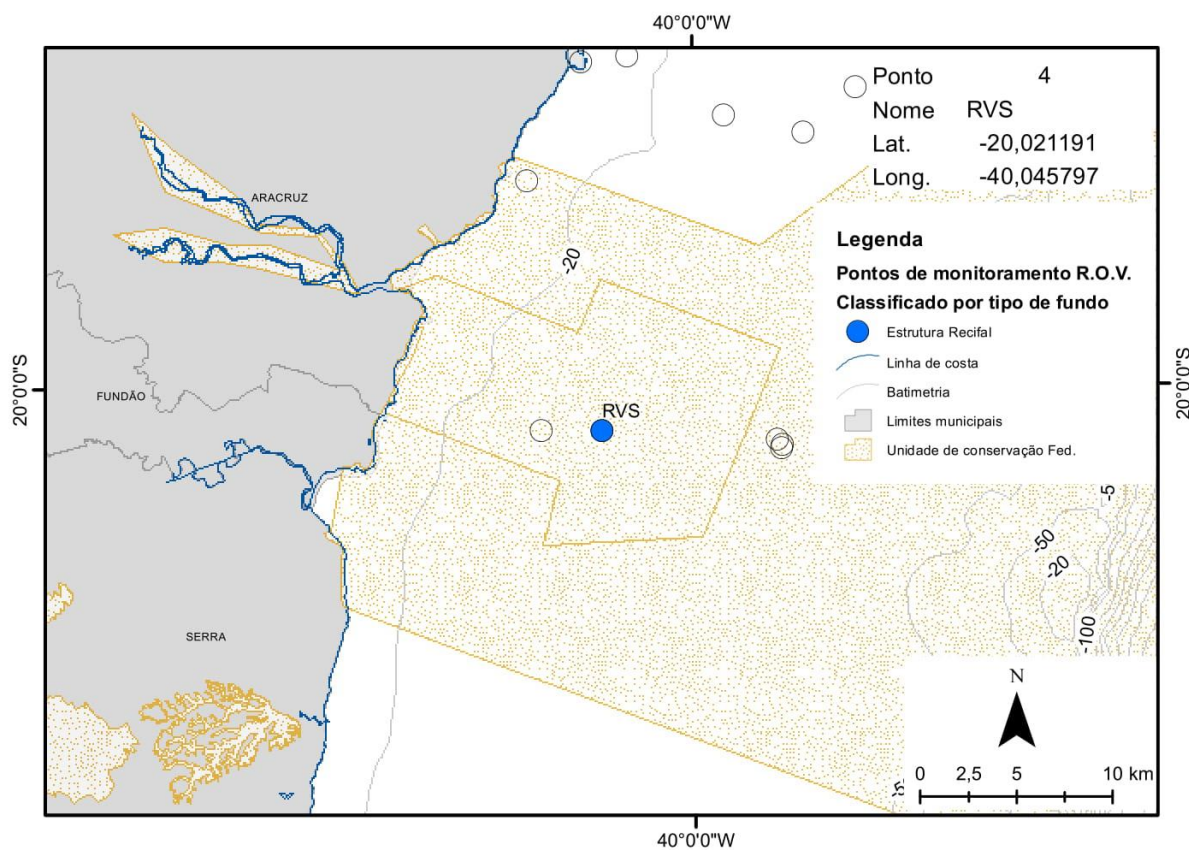 40°0'0"W
Ponto 4
Nome RVS
Lat. -20,021191
Long. -40,045797
ARACRUZ
-20
Legenda
Pontos de monitoramento R.O.V.
Classificado por tipo de fundo
Estrutura Recifal
Linha de costa
Batimetria
Limites municipais
Unidade de conservação Fed.
20°0'0"S
20°0'0"S
FUNDÃO
RVS
-5
-50
-20
-100
SERRA
N
0 2,5 5 10 km
-5
40°0'0"W